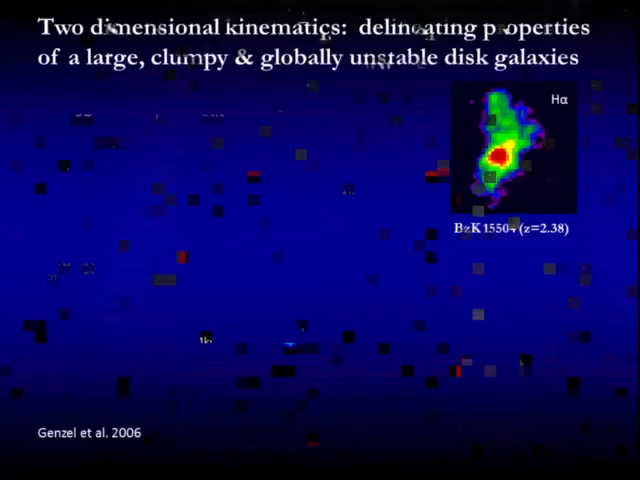 Two dimensional kinematics: delineating properties
of a large, clumpy & globally unstable disk galaxies
Hα
BzK 15504 (z=2.38)
Genzel et al. 2006